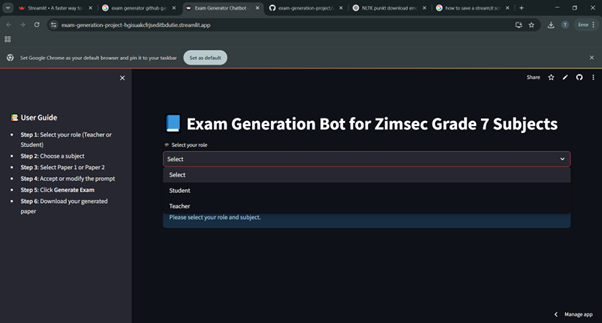 Streamlit • A faster way to
exam generator github gu
Exam Generator Chatbot
exam-generation-project/
NLTK punkt download err
how to save a streamlit s
exam-generation-project-hgisuakcfsjseditbdutie.streamlit.app
Error
Set Google Chrome as your default browser and pin it to your taskbar
Set as default
Share
User Guide
• Step 1: Select your role (Teacher or
Student)
• Step 2: Choose a subject
• Step 3: Select Paper 1 or Paper 2
• Step 4: Accept or modify the prompt
• Step 5: Click Generate Exam
• Step 6: Download your generated
paper
Exam Generation Bot for Zimsec Grade 7 Subjects
Select your role
Select
Select
Student
Teacher
Please select your role and subject.
Manage app